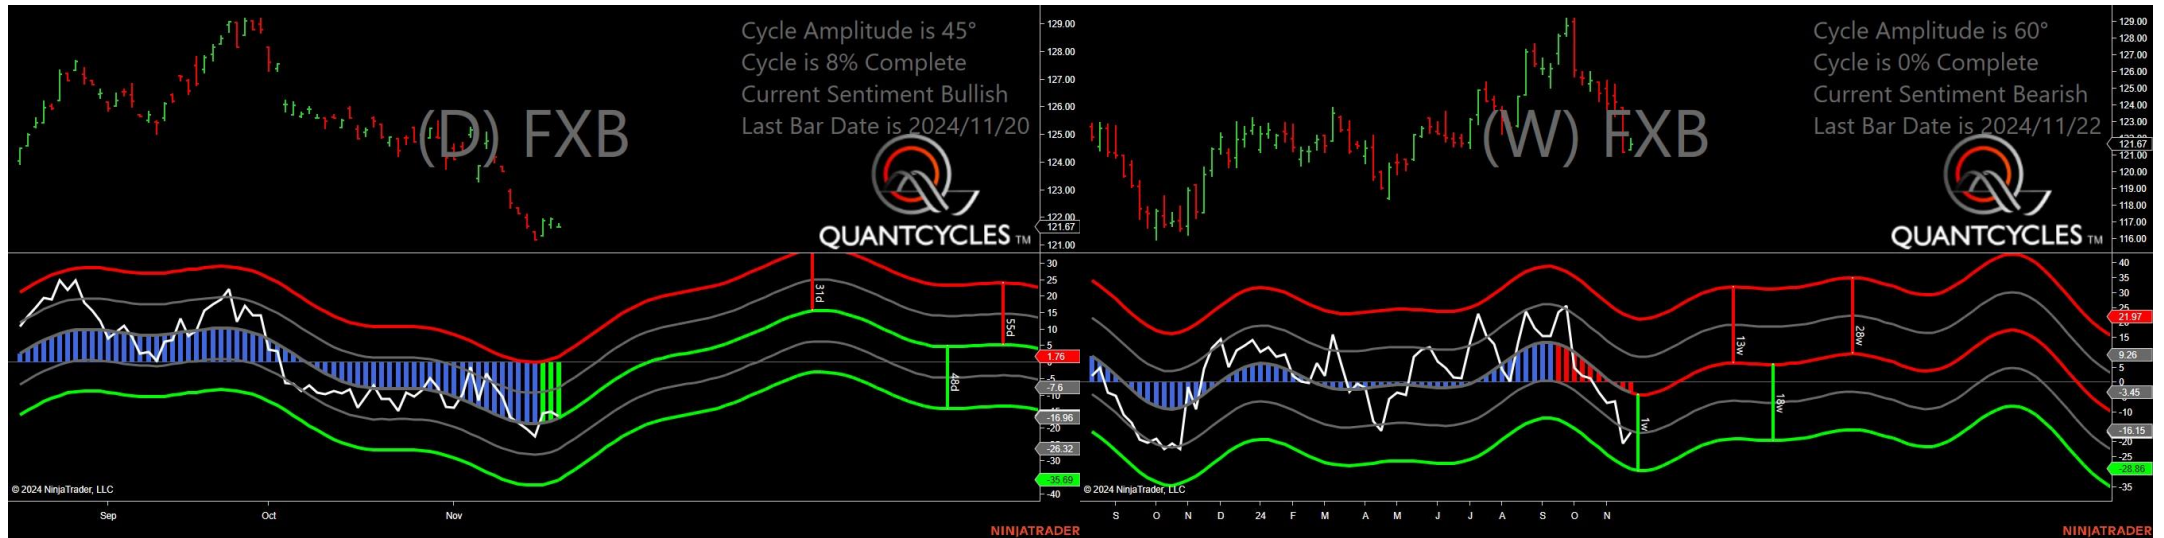 Cycle Amplitude is 45°
Cycle is 8% Complete
Current Sentiment Bullish
Last Bar Date is 2024/11/20
(D) FXB
QUANTCYCLES TM
129.00
128.00
127.00
126.00
125.00
124.00
123.00
122.00
121.67
121.00
31d
55d
48d
30
25
20
15
10
5
1.76
-5
-7.6
-16.96
-20
-26.32
-30
-35.69
-40
© 2024 NinjaTrader, LLC
Sep Oct Nov
NINJATRADER
Cycle Amplitude is 60°
Cycle is 0% Complete
Current Sentiment Bearish
Last Bar Date is 2024/11/22
(W) FXB
QUANTCYCLES TM
129.00
128.00
127.00
126.00
125.00
124.00
123.00
121.67
121.00
120.00
119.00
118.00
117.00
116.00
13w
28w
1w
18w
40
35
30
25
21.97
15
9.26
5
0
-3.45
-10
-16.15
-20
-25
-28.86
-35
© 2024 NinjaTrader, LLC
S O N D 24 F M A M J J A S O N
NINJATRADER